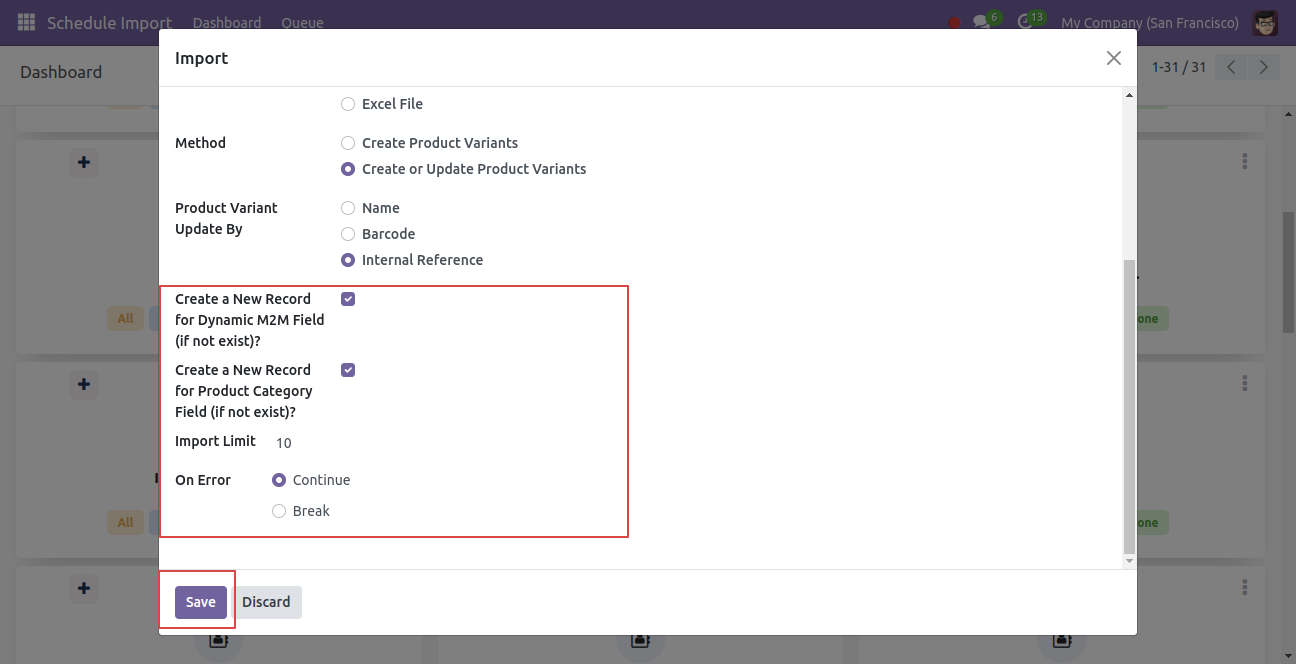 Schedule Import Dashboard Queue 6 13 My Company (San Francisco)
Dashboard
1-31 / 31
Import
Excel File
Method
Create Product Variants
Create or Update Product Variants
Product Variant
Update By
Name
Barcode
Internal Reference
Create a New Record
for Dynamic M2M Field
(if not exist)?
Create a New Record
for Product Category
Field (if not exist)?
Import Limit 10
On Error
Continue
Break
Save Discard
All
All
one
one